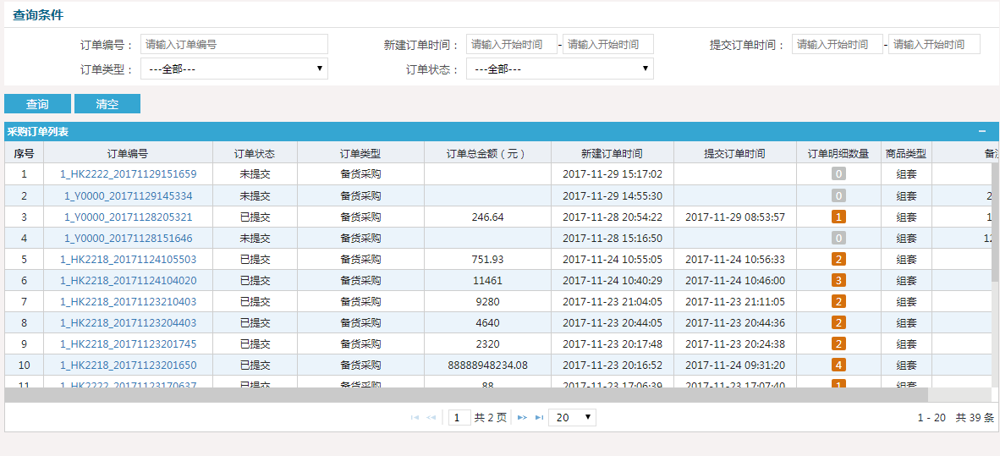 查询条件
订单编号： 请输入订单编号 新建订单时间： 请输入开始时间 - 请输入开始时间 提交订单时间： 请输入开始时间 - 请输入开始时间
订单类型： ---全部--- 订单状态： ---全部---
查询 清空
采购订单列表
序号 订单编号 订单状态 订单类型 订单总金额（元） 新建订单时间 提交订单时间 订单明细数量 商品类型
1 1_HK2222_20171129151659 未提交 备货采购 2017-11-29 15:17:02 0 组套
2 1_Y0000_20171129145334 未提交 备货采购 2017-11-29 14:55:30 0 组套 2
3 1_Y0000_20171128205321 已提交 备货采购 246.64 2017-11-28 20:54:22 2017-11-29 08:53:57 1 组套 1
4 1_Y0000_20171128151646 未提交 备货采购 2017-11-28 15:16:50 0 组套 12
5 1_HK2218_20171124105503 已提交 备货采购 751.93 2017-11-24 10:55:05 2017-11-24 10:56:33 2 组套
6 1_HK2218_20171124104020 已提交 备货采购 11461 2017-11-24 10:40:29 2017-11-24 10:46:00 3 组套
7 1_HK2218_20171123210403 已提交 备货采购 9280 2017-11-23 21:04:05 2017-11-23 21:11:05 2 组套
8 1_HK2218_20171123204403 已提交 备货采购 4640 2017-11-23 20:44:05 2017-11-23 20:44:36 2 组套
9 1_HK2218_20171123201745 已提交 备货采购 2320 2017-11-23 20:17:48 2017-11-23 20:24:38 2 组套
10 1_HK2218_20171123201650 已提交 备货采购 88888948234.08 2017-11-23 20:16:52 2017-11-24 09:31:20 4 组套
11 1_HK2222_20171123170637 已提交 备货采购 88 2017-11-23 17:06:39 2017-11-23 17:07:40 1 组套
1 共 2 页 20 1 - 20 共 39 条